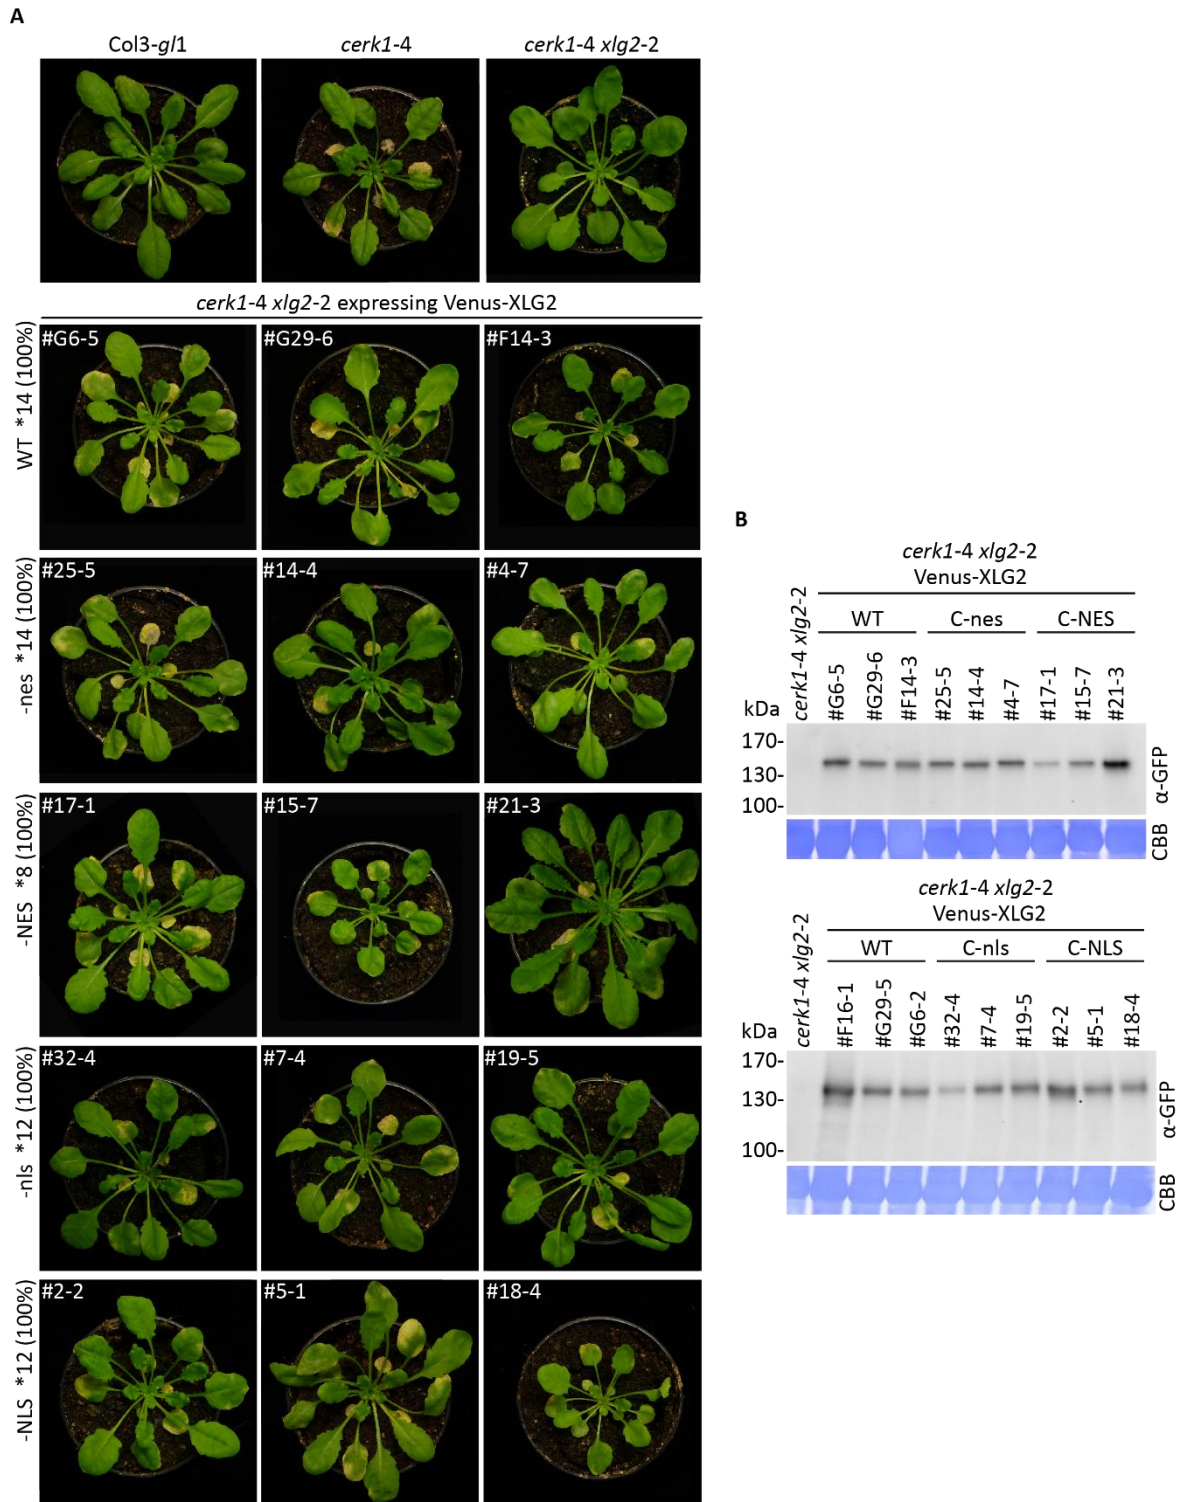 A
Col3-gl1
cerk1-4
cerk1-4 xlg2-2
cerk1-4 xlg2-2 expressing Venus-XLG2
WT *14 (100%)
#G6-5
#G29-6
#F14-3
-nes *14 (100%)
#25-5
#14-4
#4-7
-NES *8 (100%)
#17-1
#15-7
#21-3
-nls *12 (100%)
#32-4
#7-4
#19-5
-NLS *12 (100%)
#2-2
#5-1
#18-4
B
cerk1-4 xlg2-2
Venus-XLG2
WT
C-nes
C-NES
cerk1-4 xlg2-2
#G6-5
#G29-6
#F14-3
#25-5
#14-4
#4-7
#17-1
#15-7
#21-3
kDa
170-
130-
100-
α-GFP
CBB
cerk1-4 xlg2-2
Venus-XLG2
WT
C-nls
C-NLS
cerk1-4 xlg2-2
#F16-1
#G29-5
#G6-2
#32-4
#7-4
#19-5
#2-2
#5-1
#18-4
kDa
170-
130-
100-
α-GFP
CBB